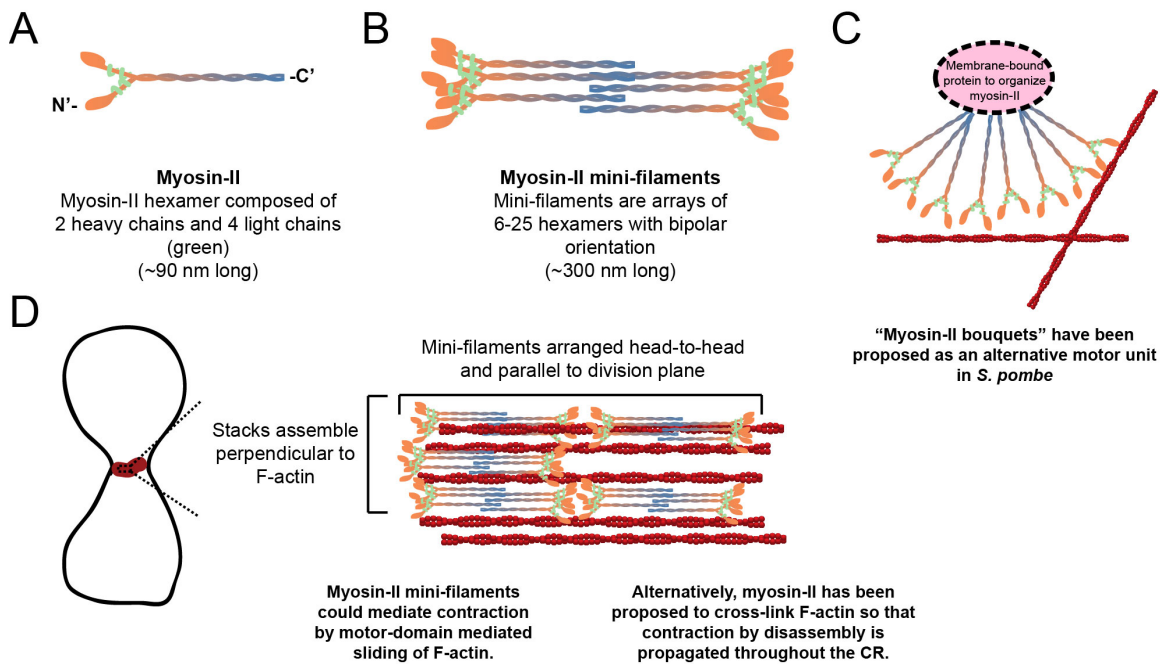 A
N'-
-C'
Myosin-II
Myosin-II hexamer composed of
2 heavy chains and 4 light chains
(green)
(~90 nm long)
B
Myosin-II mini-filaments
Mini-filaments are arrays of
6-25 hexamers with bipolar
orientation
(~300 nm long)
C
Membrane-bound
protein to organize
myosin-II
“Myosin-II bouquets” have been
proposed as an alternative motor unit
in S. pombe
D
Stacks assemble
perpendicular to
F-actin
Mini-filaments arranged head-to-head
and parallel to division plane
Myosin-II mini-filaments
could mediate contraction
by motor-domain mediated
sliding of F-actin.
Alternatively, myosin-II has been
proposed to cross-link F-actin so that
contraction by disassembly is
propagated throughout the CR.